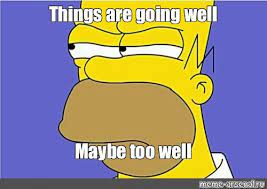 Things are going well
Maybe too well
meme-arsenal.ru